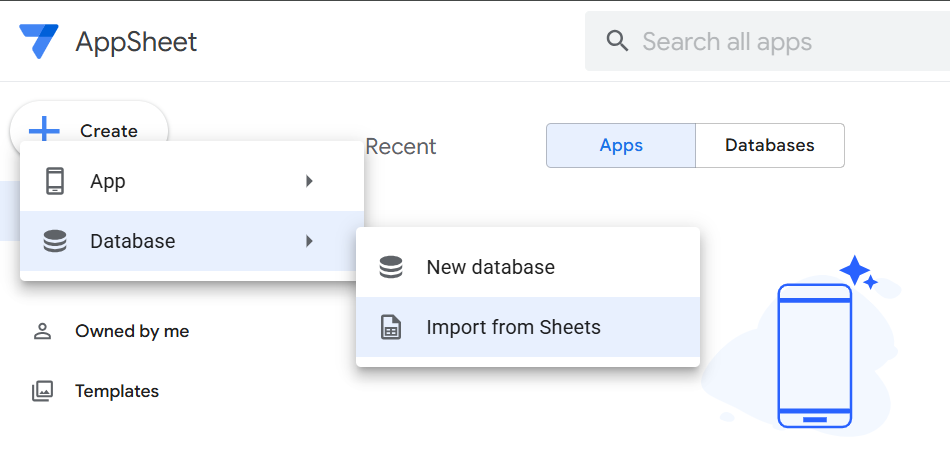 AppSheet
Search all apps
Create
Recent
Apps
Databases
App
Database
New database
Import from Sheets
Owned by me
Templates